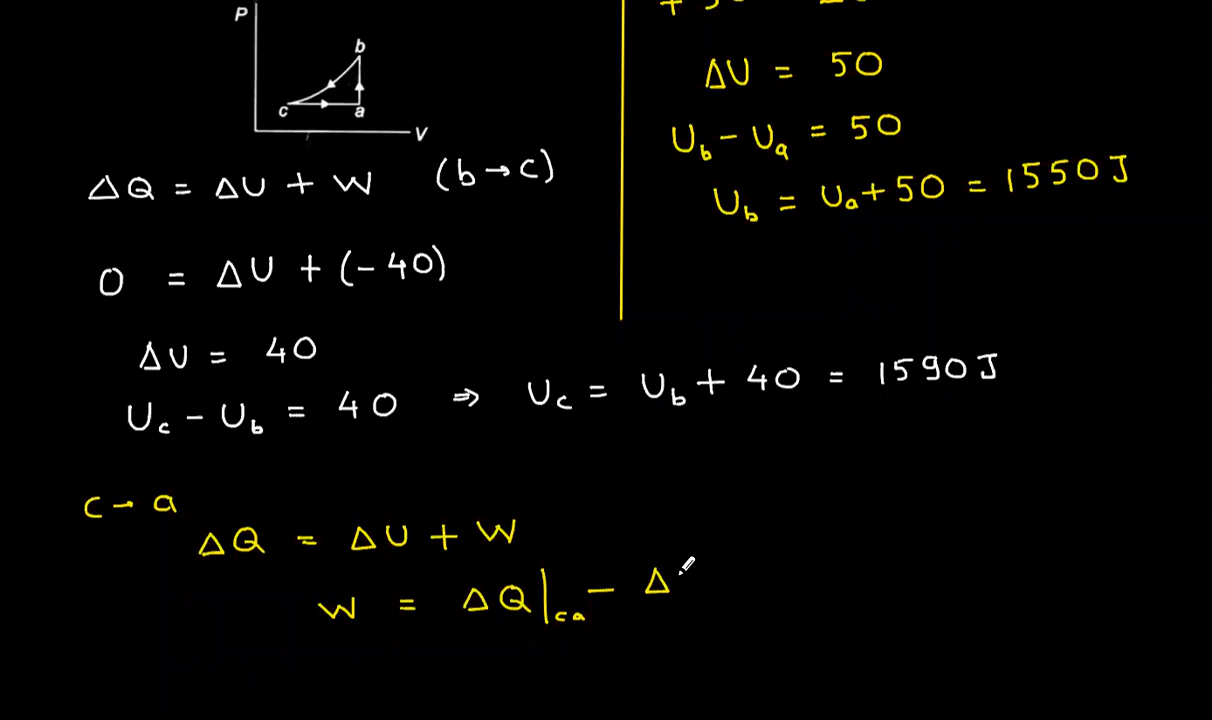 P
b
c
a
V
ΔQ = ΔU + W (b → c)
0 = ΔU + (- 40)
ΔU = 40
U_c - U_b = 40 ⇒ U_c = U_b + 40 = 1590 J
ΔU = 50
U_b - U_a = 50
U_b = U_a + 50 = 1550 J
c → a
ΔQ = ΔU + W
W = ΔQ|_ca - Δ